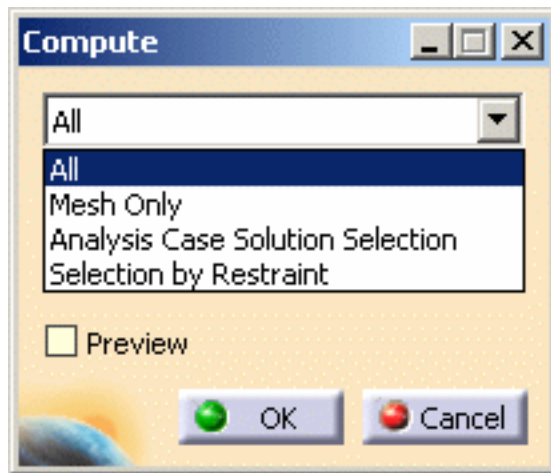 Compute
All
All
Mesh Only
Analysis Case Solution Selection
Selection by Restraint
Preview
OK Cancel